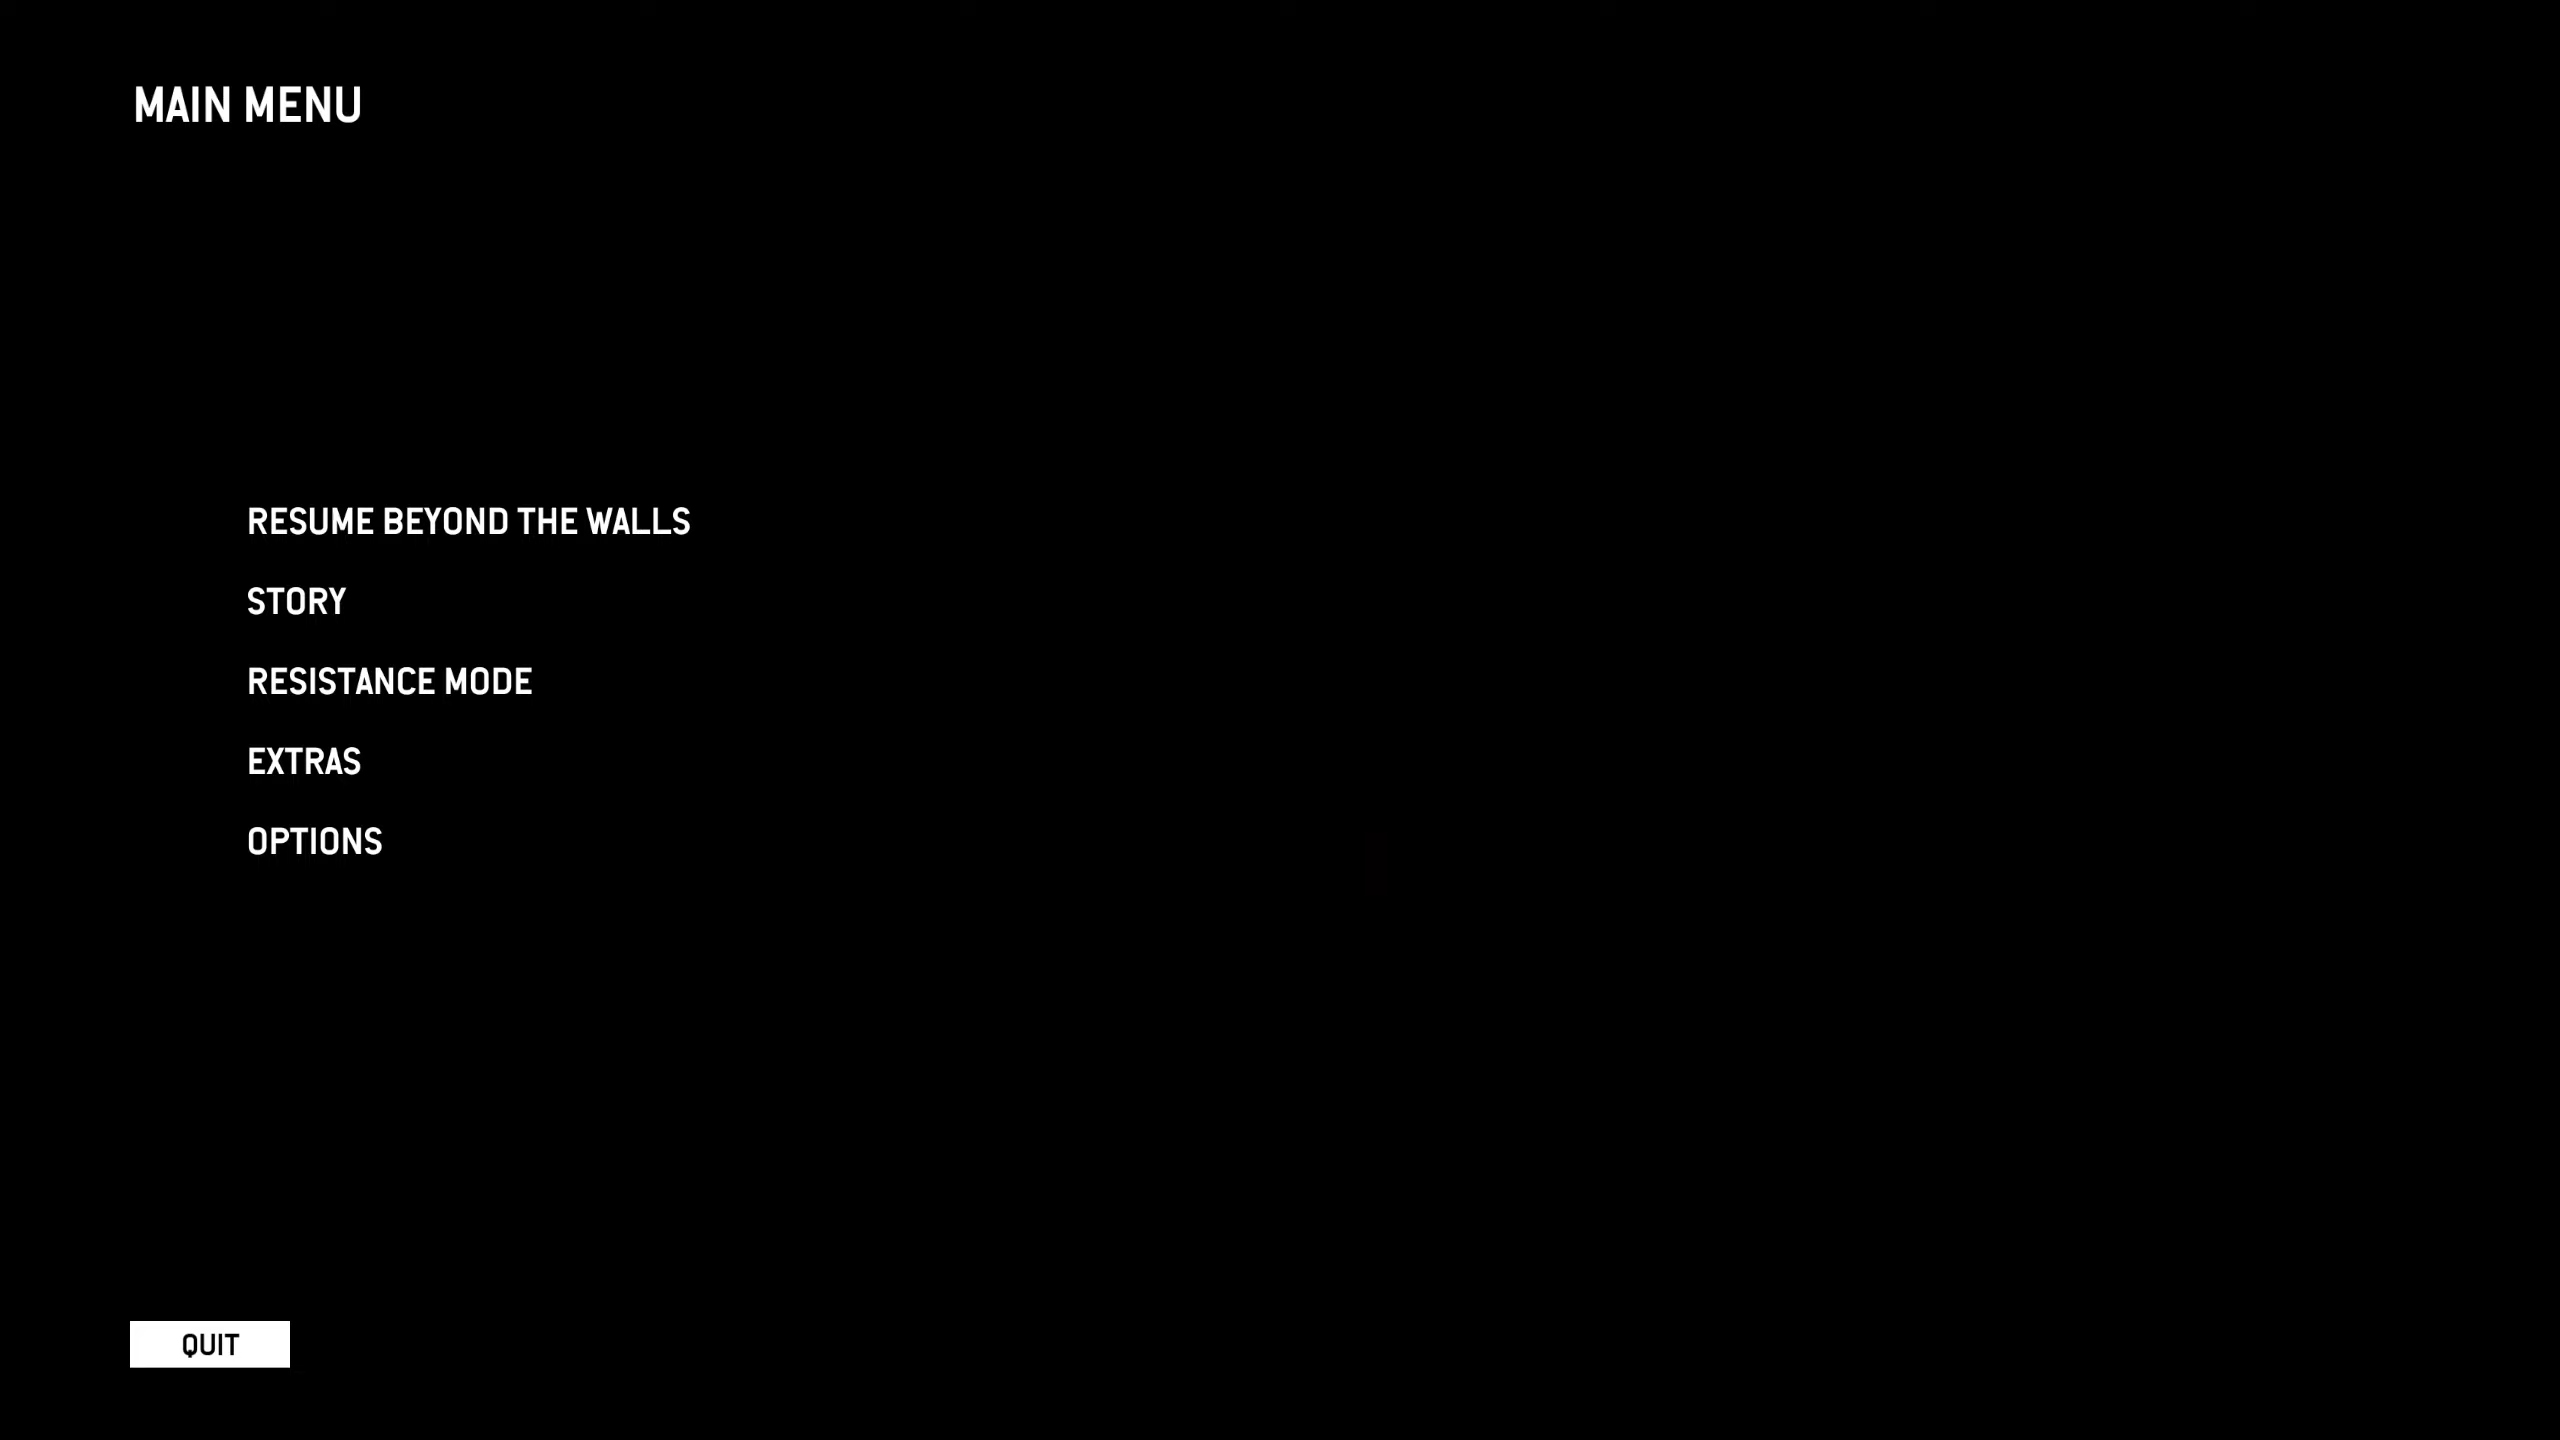 MAIN MENU
RESUME BEYOND THE WALLS
STORY
RESISTANCE MODE
EXTRAS
OPTIONS
QUIT